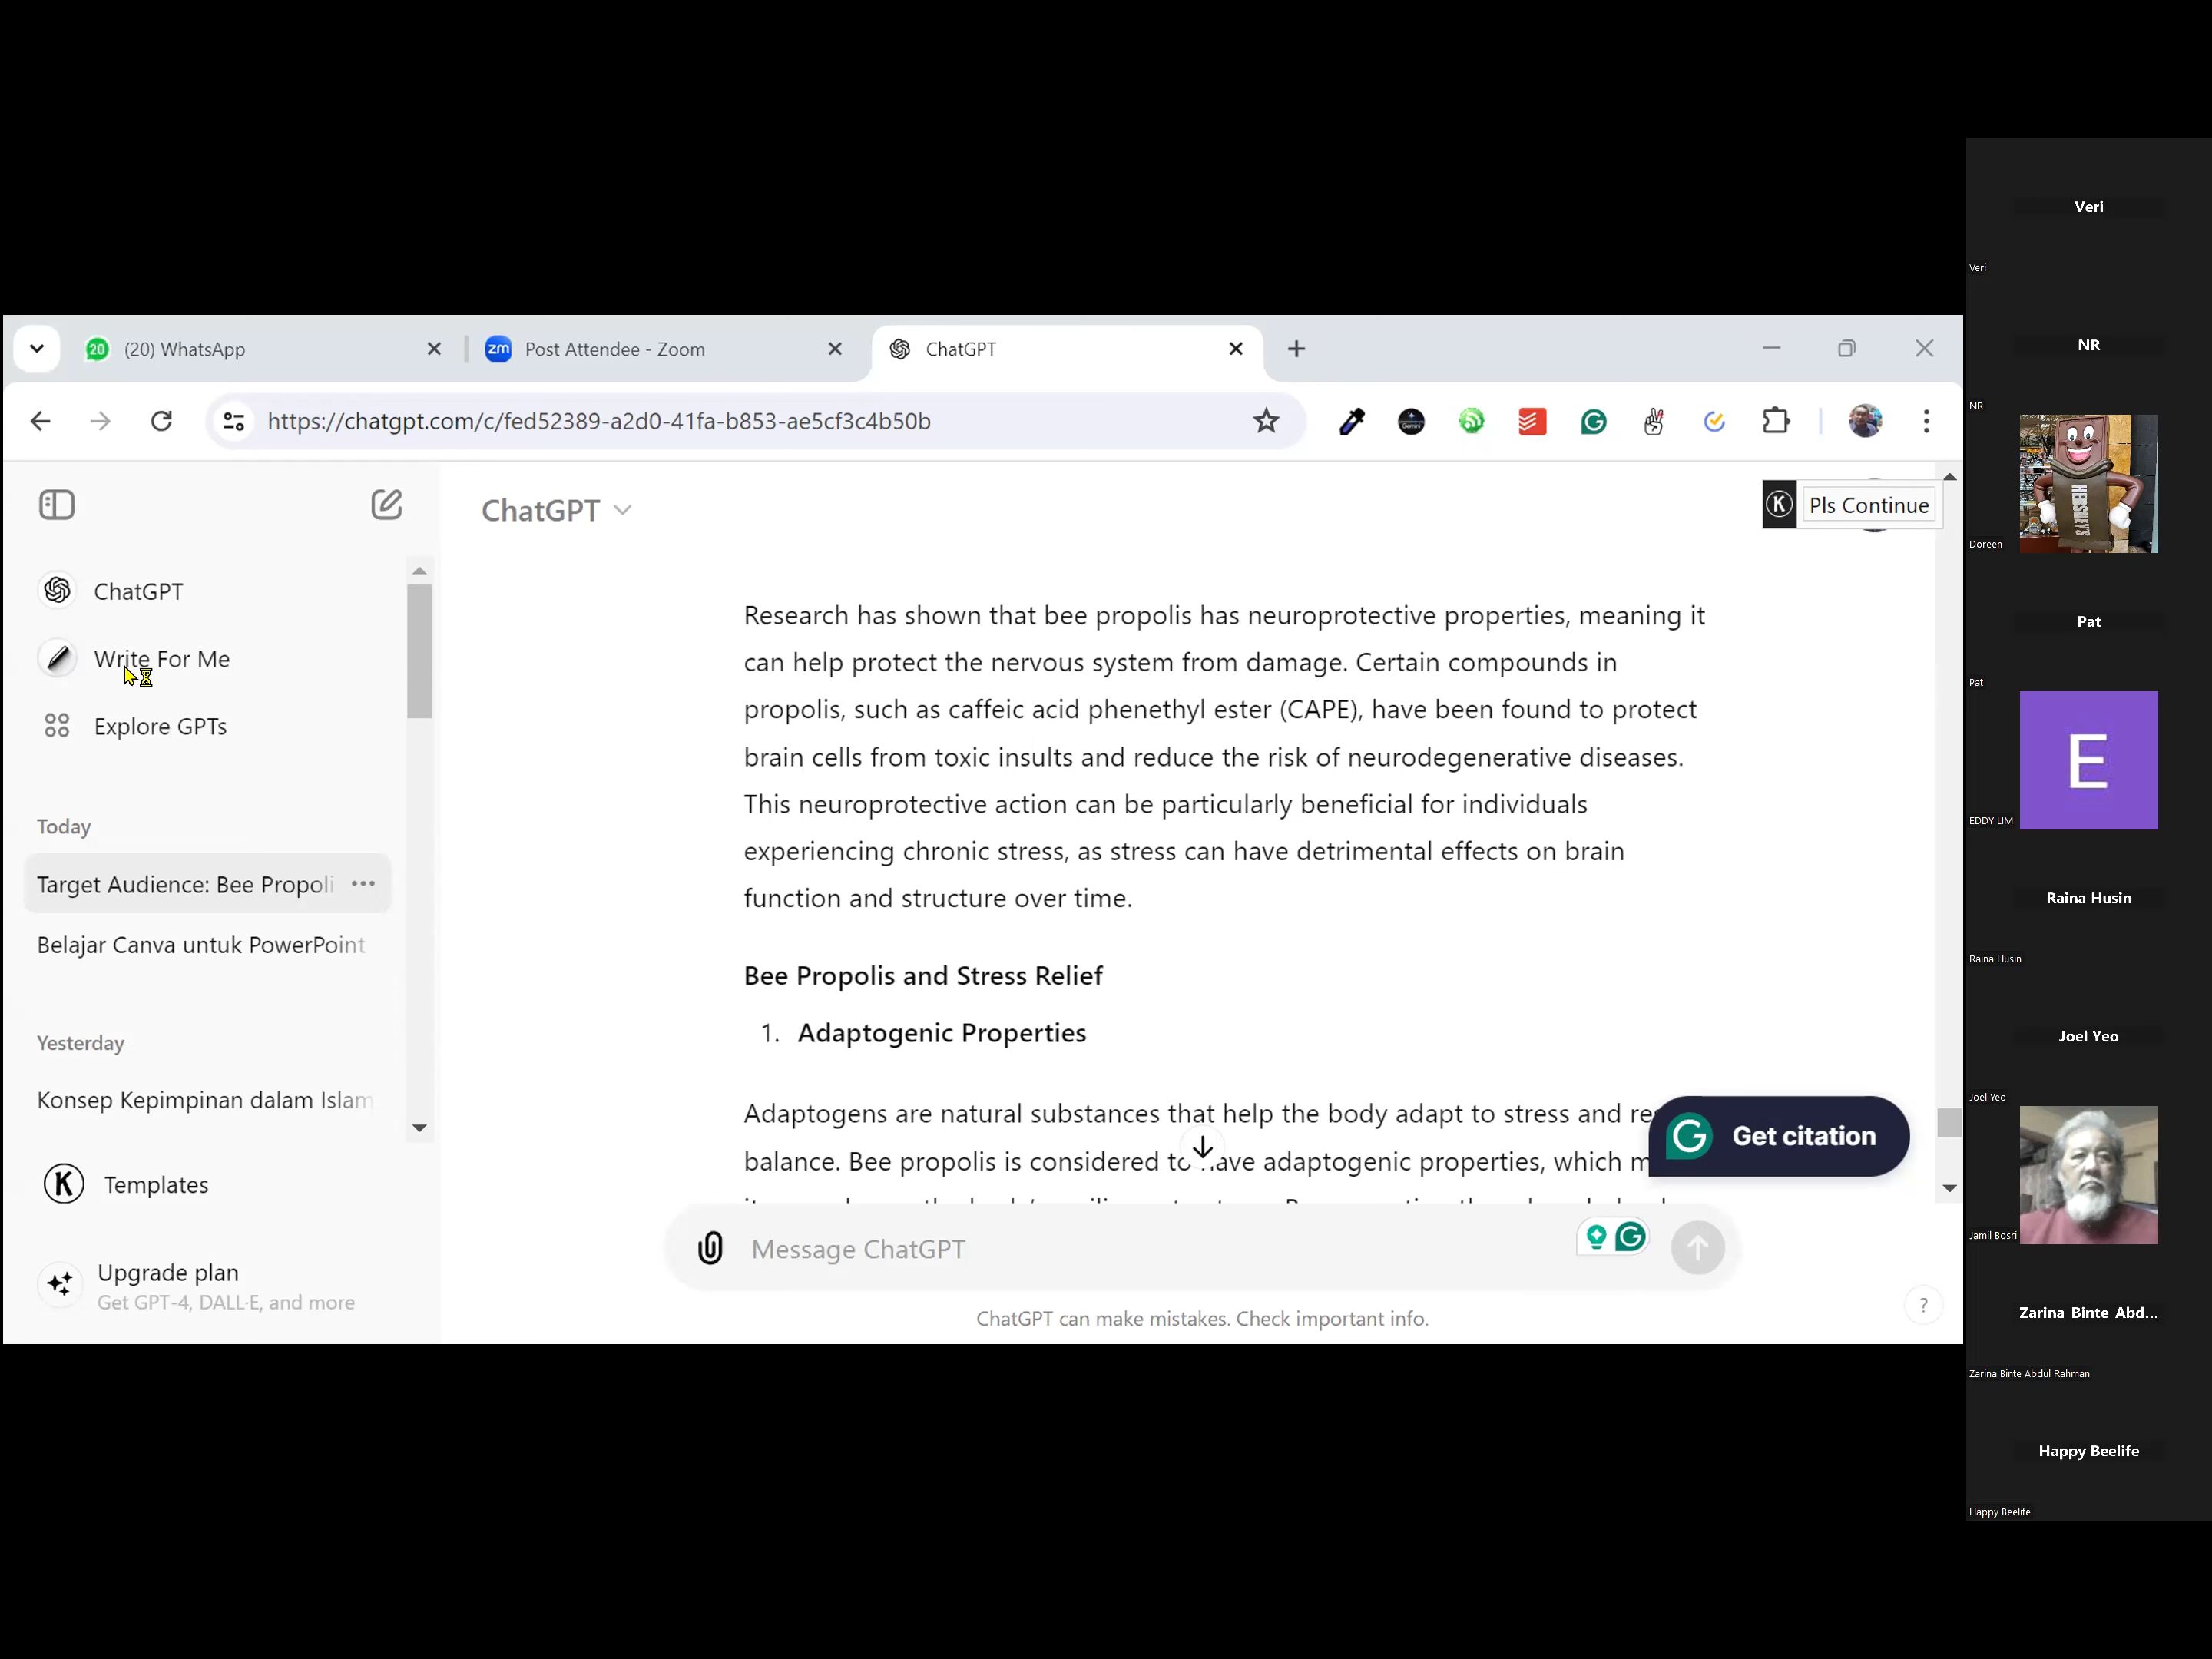 20 (20) WhatsApp
zm Post Attendee - Zoom
ChatGPT
https://chatgpt.com/c/fed52389-a2d0-41fa-b853-ae5cf3c4b50b
ChatGPT
Write For Me
Explore GPTs
Today
Target Audience: Bee Propoli
Belajar Canva untuk PowerPoint
Yesterday
Konsep Kepimpinan dalam Islam
K Templates
Upgrade plan
Get GPT-4, DALL·E, and more
ChatGPT
K Pls Continue
Research has shown that bee propolis has neuroprotective properties, meaning it
can help protect the nervous system from damage. Certain compounds in
propolis, such as caffeic acid phenethyl ester (CAPE), have been found to protect
brain cells from toxic insults and reduce the risk of neurodegenerative diseases.
This neuroprotective action can be particularly beneficial for individuals
experiencing chronic stress, as stress can have detrimental effects on brain
function and structure over time.
Bee Propolis and Stress Relief
1. Adaptogenic Properties
Adaptogens are natural substances that help the body adapt to stress and
balance. Bee propolis is considered to have adaptogenic properties, which
G Get citation
Message ChatGPT
ChatGPT can make mistakes. Check important info.
?
Veri
Veri
NR
NR
HERSHEY'S
Doreen
Pat
Pat
E
EDDY LIM
Raina Husin
Raina Husin
Joel Yeo
Joel Yeo
Jamil Bosri
Zarina Binte Abd...
Zarina Binte Abdul Rahman
Happy Beelife
Happy Beelife